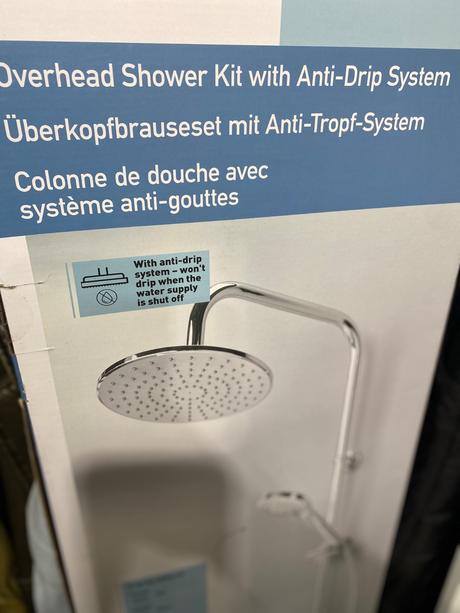 Overhead Shower Kit with Anti-Drip System
Überkopfbrauseset mit Anti-Tropf-System
Colonne de douche avec
système anti-gouttes
With anti-drip
system – won't
drip when the
water supply
is shut off